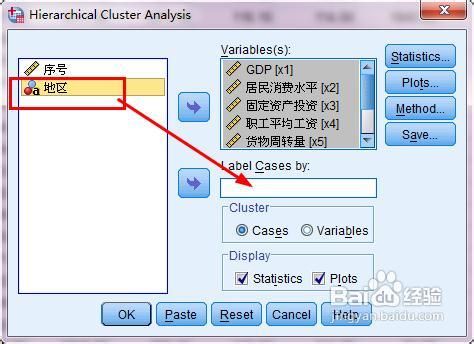 Hierarchical Cluster Analysis
Variables(s):
序号
地区
GDP [x1]
居民消费水平 [x2]
固定资产投资 [x3]
职工平均工资 [x4]
货物周转量 [x5]
Statistics...
Plots...
Method...
Save...
Label Cases by:
Cluster
Cases
Variables
Display
Statistics
Plots
OK
Paste
Reset
Cancel
Help
Baidu 经验
jingyan.baidu.com